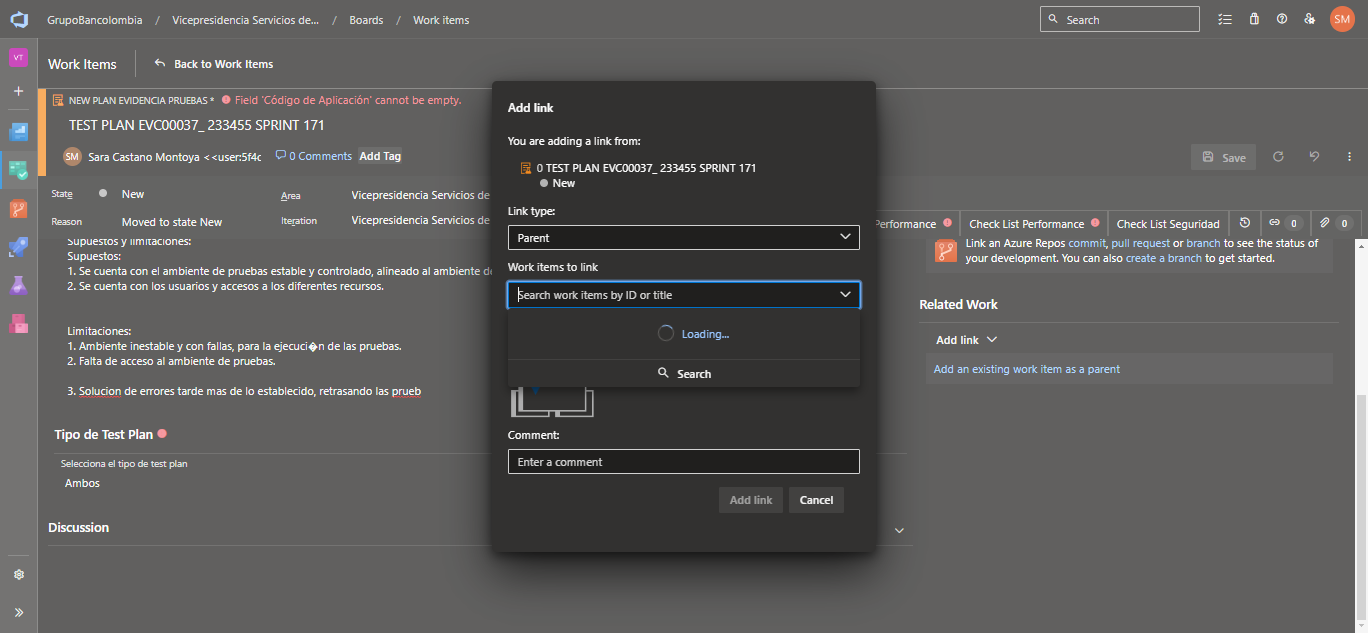 GrupoBancolombia / Vicepresidencia Servicios de... / Boards / Work items
Search
SM
VT
Work Items
Back to Work Items
NEW PLAN EVIDENCIA PRUEBAS * Field 'Código de Aplicación' cannot be empty.
TEST PLAN EVC00037_ 233455 SPRINT 171
SM Sara Castano Montoya <<user:5f4c 0 Comments Add Tag
Save
State New
Area Vicepresidencia Servicios de
Reason Moved to state New
Iteration Vicepresidencia Servicios de
Performance Check List Performance Check List Seguridad 0 0
Supuestos y limitaciones:
Supuestos:
1. Se cuenta con el ambiente de pruebas estable y controlado, alineado al ambiente de
2. Se cuenta con los usuarios y accesos a los diferentes recursos.
Limitaciones:
1. Ambiente inestable y con fallas, para la ejecuci�n de las pruebas.
2. Falta de acceso al ambiente de pruebas.
3. Solucion de errores tarde mas de lo establecido, retrasando las prueb
Tipo de Test Plan
Selecciona el tipo de test plan
Ambos
Discussion
Add link
You are adding a link from:
0 TEST PLAN EVC00037_ 233455 SPRINT 171
New
Link type:
Parent
Work items to link
Search work items by ID or title
Loading...
Search
Comment:
Enter a comment
Add link Cancel
Link an Azure Repos commit, pull request or branch to see the status of
your development. You can also create a branch to get started.
Related Work
Add link
Add an existing work item as a parent